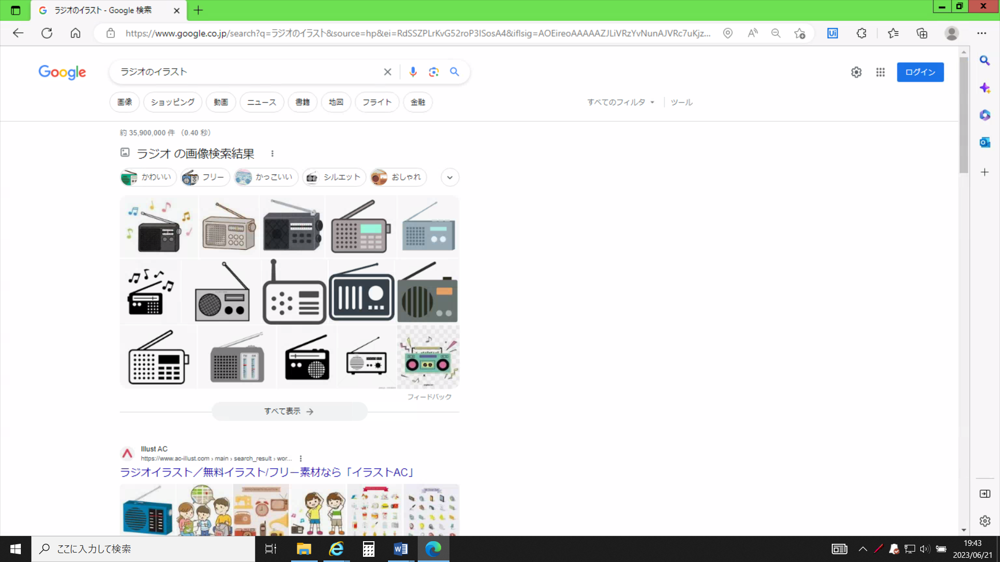 ラジオのイラスト - Google 検索
https://www.google.co.jp/search?q=ラジオのイラスト&source=hp&ei=RdSSZPLrKvG52roP3ISosA4&iflsig=AOEireoAAAAAZJLiVRzYvNunAJVRc7uKjz...
Google
ラジオのイラスト
ログイン
画像
ショッピング
動画
ニュース
書籍
地図
フライト
金融
すべてのフィルタ
ツール
約 35,900,000 件 (0.40 秒)
ラジオ の画像検索結果
かわいい
フリー
かっこいい
シルエット
おしゃれ
フィードバック
すべて表示
Illust AC
https://www.ac-illust.com › main › search_result › wor...
ラジオイラスト／無料イラスト/フリー素材なら「イラストAC」
ここに入力して検索
19:43
2023/06/21